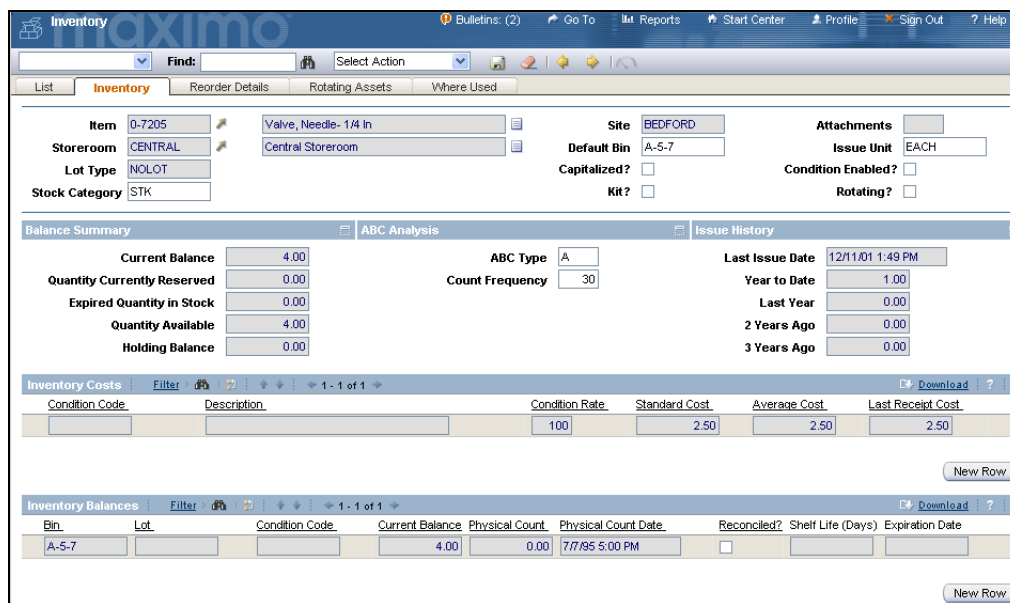 maximo
Inventory Bulletins: (2) Go To Reports Start Center Profile Sign Out ? Help
Find: Select Action
List Inventory Reorder Details Rotating Assets Where Used
Item 0-7205 Valve, Needle- 1/4 In Site BEDFORD Attachments
Storeroom CENTRAL Central Storeroom Default Bin A-5-7 Issue Unit EACH
Lot Type NOLOT Capitalized? Condition Enabled?
Stock Category STK Kit? Rotating?
Balance Summary ABC Analysis Issue History
Current Balance 4.00 ABC Type A Last Issue Date 12/11/01 1:49 PM
Quantity Currently Reserved 0.00 Count Frequency 30 Year to Date 1.00
Expired Quantity in Stock 0.00 Last Year 0.00
Quantity Available 4.00 2 Years Ago 0.00
Holding Balance 0.00 3 Years Ago 0.00
Inventory Costs Filter 1 - 1 of 1 Download ?
Condition Code Description Condition Rate Standard Cost Average Cost Last Receipt Cost
100 2.50 2.50 2.50
New Row
Inventory Balances Filter 1 - 1 of 1 Download ?
Bin Lot Condition Code Current Balance Physical Count Physical Count Date Reconciled? Shelf Life (Days) Expiration Date
A-5-7 4.00 0.00 7/7/95 5:00 PM
New Row